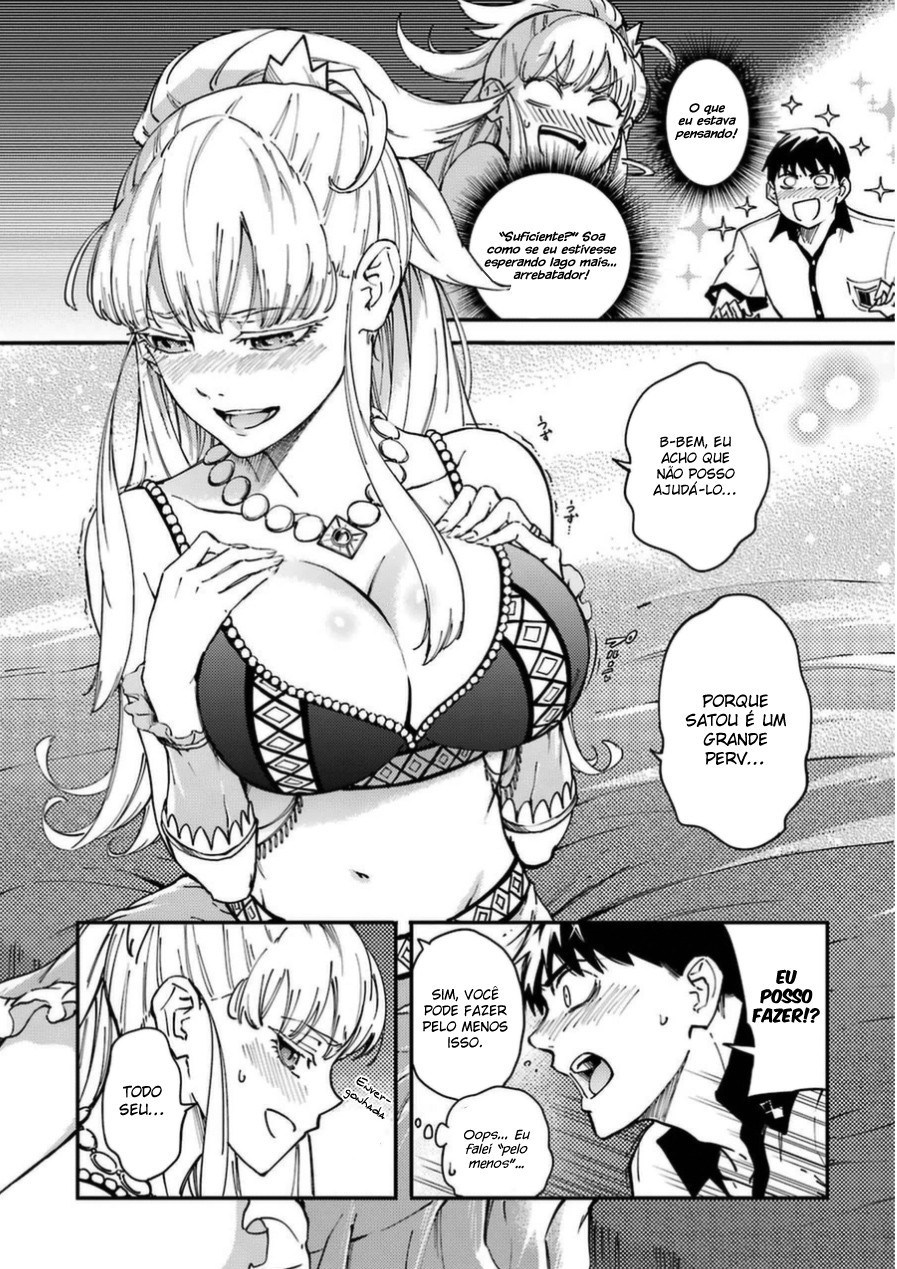 O que
eu estava
pensando!
"Suficiente?" Soa
como se eu estivesse
esperando lago mais...
arrebatador!
B-BEM, EU
ACHO QUE
NÃO POSSO
AJUDÁ-LO...
PORQUE
SATOU É UM
GRANDE
PERV...
EU
POSSO
FAZER!?
SIM, VOCÊ
PODE FAZER
PELO MENOS
ISSO.
Oops... Eu
falei "pelo
menos"...
TODO
SEU...
Enver-
gonhada